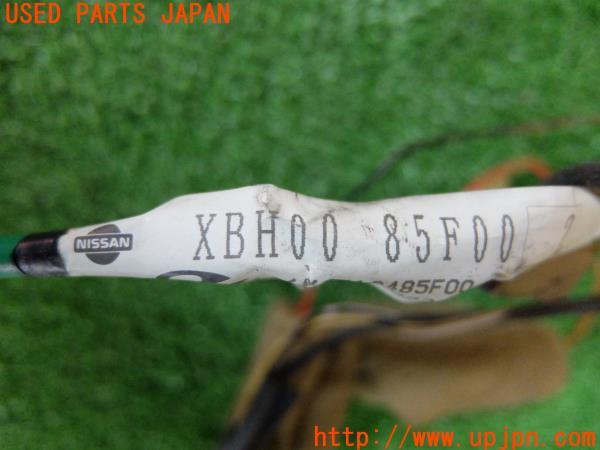 USED PARTS JAPAN
NISSAN
XBH00 85F00
485F00
http://www.upjpn.com